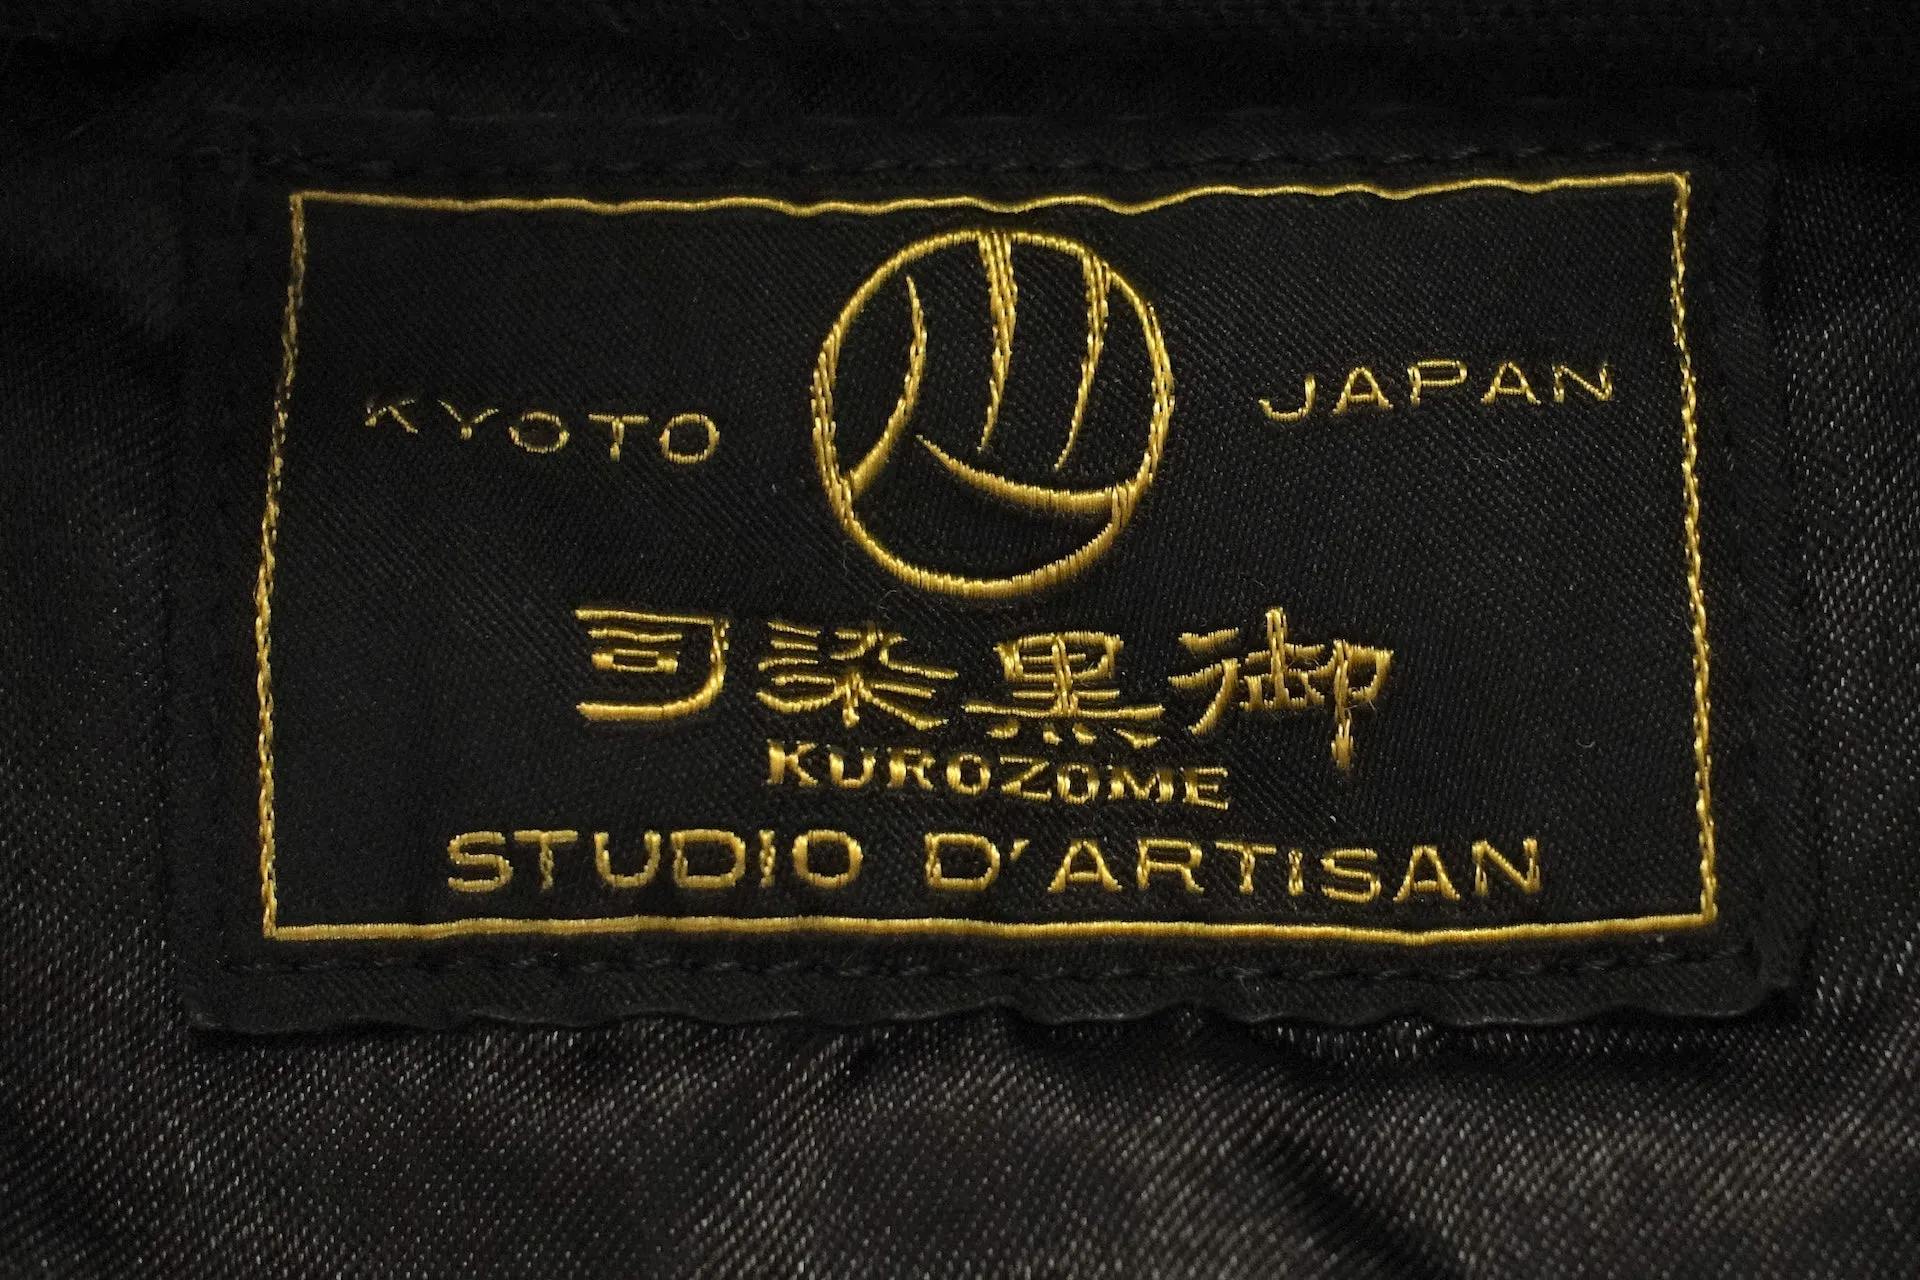 KYOTO JAPAN
司染黒御
KUROZOME
STUDIO D'ARTISAN